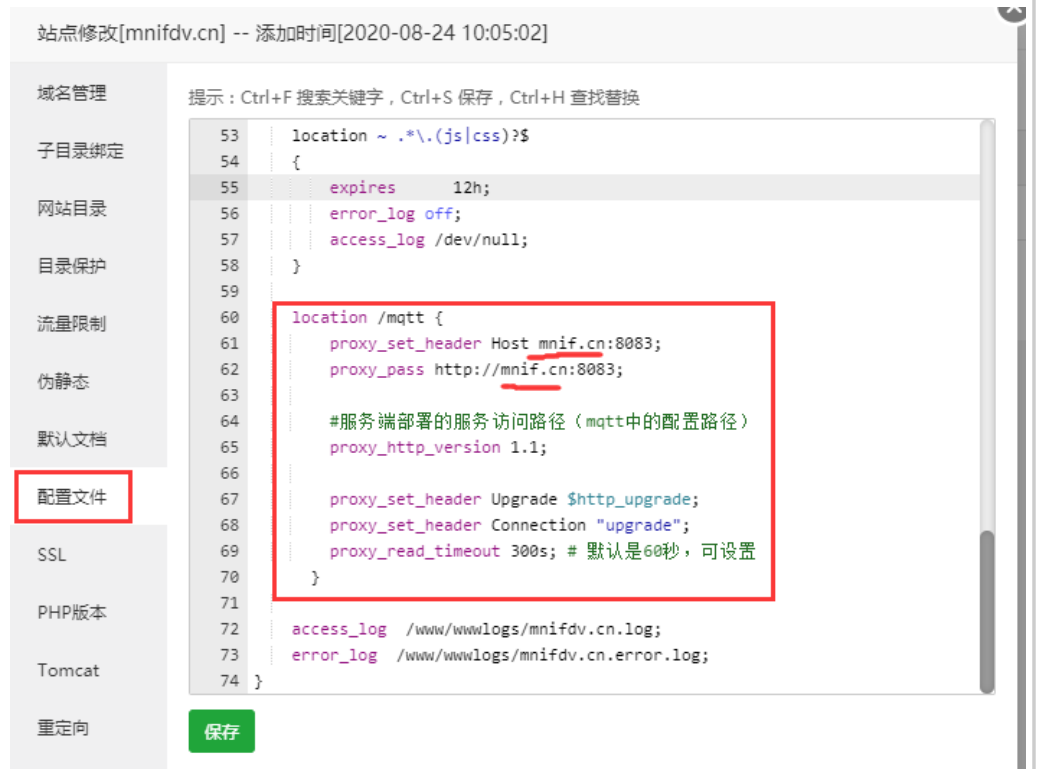 站点修改[mnifdv.cn] -- 添加时间[2020-08-24 10:05:02]
域名管理
子目录绑定
网站目录
目录保护
流量限制
伪静态
默认文档
配置文件
SSL
PHP版本
Tomcat
重定向
提示：Ctrl+F 搜索关键字，Ctrl+S 保存，Ctrl+H 查找替换
53 location ~ .*\.(js|css)?$
54 {
55 expires 12h;
56 error_log off;
57 access_log /dev/null;
58 }
59
60 location /mqtt {
61 proxy_set_header Host mnif.cn:8083;
62 proxy_pass http://mnif.cn:8083;
63
64 #服务端部署的服务访问路径（mqtt中的配置路径）
65 proxy_http_version 1.1;
66
67 proxy_set_header Upgrade $http_upgrade;
68 proxy_set_header Connection "upgrade";
69 proxy_read_timeout 300s; # 默认是60秒，可设置
70 }
71
72 access_log /www/wwwlogs/mnifdv.cn.log;
73 error_log /www/wwwlogs/mnifdv.cn.error.log;
74 }
保存